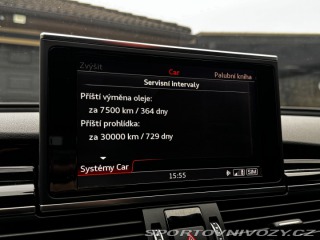 Zvýšit
Car
Palubní kniha
Servisní intervaly
Příští výměna oleje:
za 7500 km / 364 dny
Příští prohlídka:
za 30000 km / 729 dny
Systémy Car
15:55
SIM
SPORTOVNIVOZY.CZ